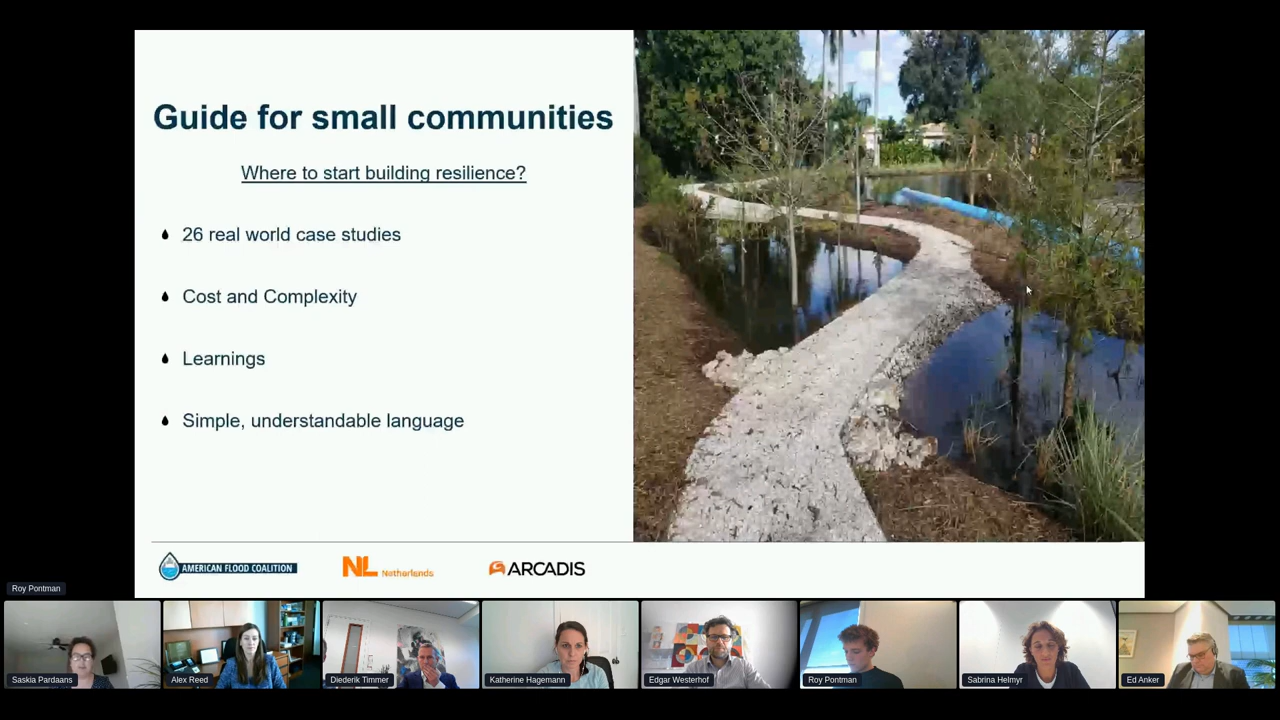 Guide for small communities
Where to start building resilience?
26 real world case studies
Cost and Complexity
Learnings
Simple, understandable language
AMERICAN FLOOD COALITION
NL Netherlands
ARCADIS
Roy Pontman
Saskia Pardaans
Alex Reed
Diederik Timmer
Katherine Hagemann
Edgar Westerhof
Roy Pontman
Sabrina Helmyr
Ed Anker